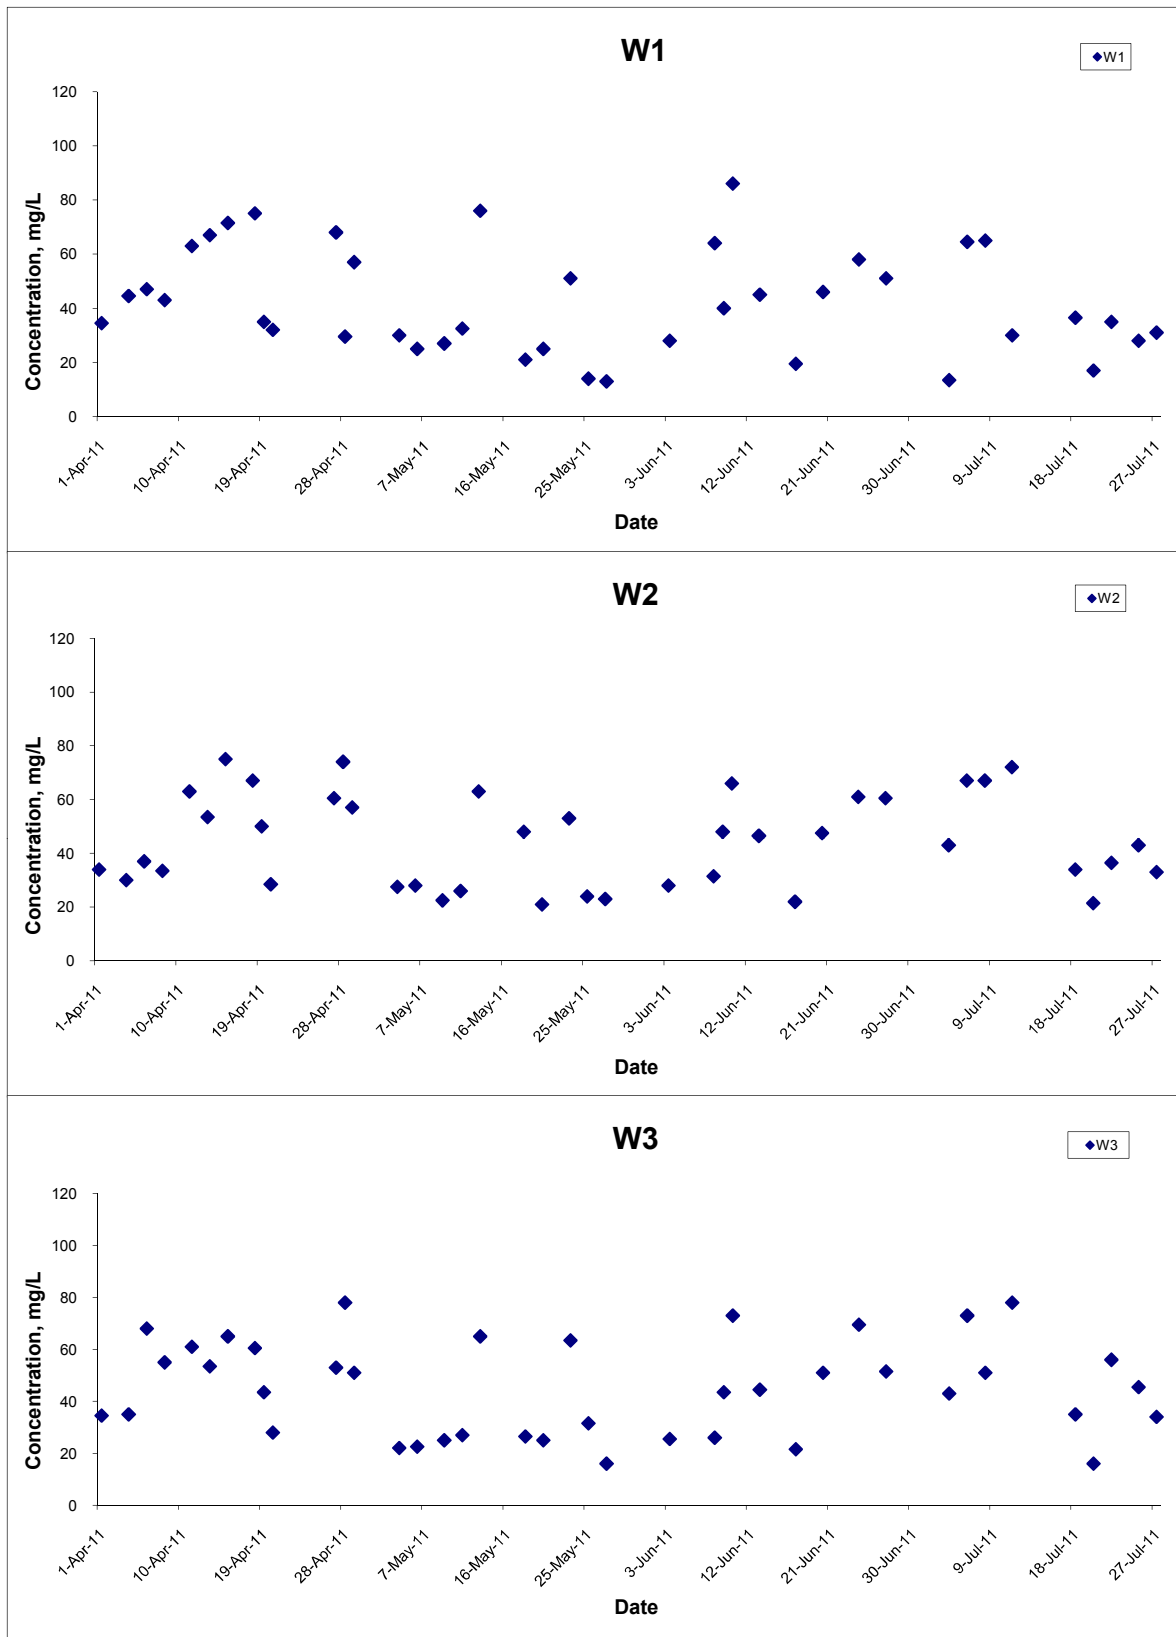 W1
W1
120
100
80
60
40
20
0
Concentration, mg/L
1-Apr-11
10-Apr-11
19-Apr-11
28-Apr-11
7-May-11
16-May-11
25-May-11
3-Jun-11
12-Jun-11
21-Jun-11
30-Jun-11
9-Jul-11
18-Jul-11
27-Jul-11
Date
W2
W2
120
100
80
60
40
20
0
Concentration, mg/L
1-Apr-11
10-Apr-11
19-Apr-11
28-Apr-11
7-May-11
16-May-11
25-May-11
3-Jun-11
12-Jun-11
21-Jun-11
30-Jun-11
9-Jul-11
18-Jul-11
27-Jul-11
Date
W3
W3
120
100
80
60
40
20
0
Concentration, mg/L
1-Apr-11
10-Apr-11
19-Apr-11
28-Apr-11
7-May-11
16-May-11
25-May-11
3-Jun-11
12-Jun-11
21-Jun-11
30-Jun-11
9-Jul-11
18-Jul-11
27-Jul-11
Date